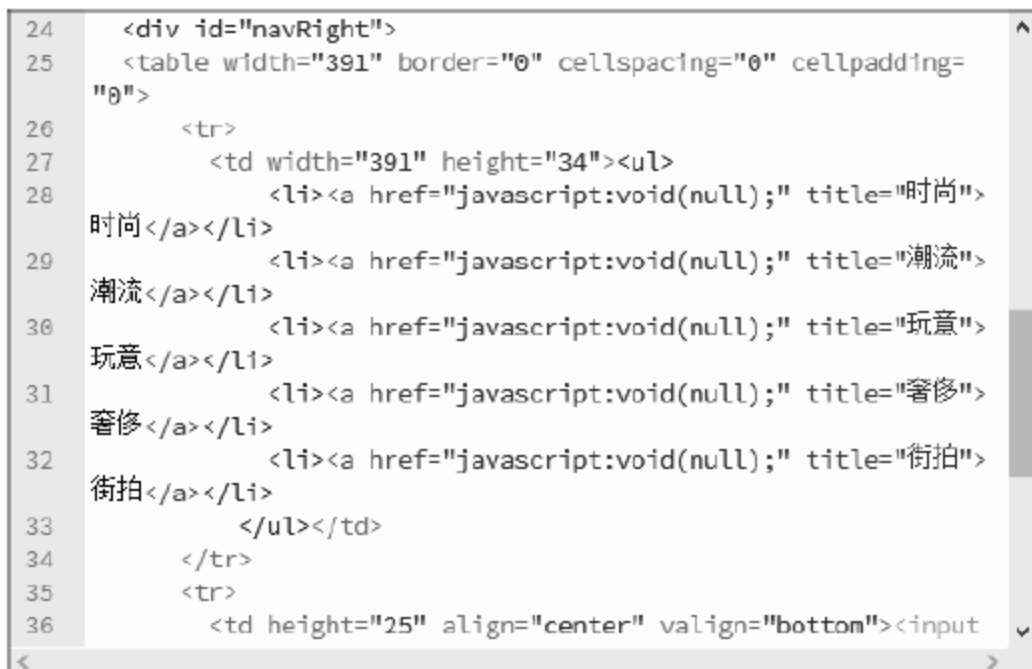 24 <div id="navRight">
25 <table width="391" border="0" cellspacing="0" cellpadding=
"0">
26 <tr>
27 <td width="391" height="34"><ul>
28 <li><a href="javascript:void(null);" title="时尚">
时尚</a></li>
29 <li><a href="javascript:void(null);" title="潮流">
潮流</a></li>
30 <li><a href="javascript:void(null);" title="玩意">
玩意</a></li>
31 <li><a href="javascript:void(null);" title="奢侈">
奢侈</a></li>
32 <li><a href="javascript:void(null);" title="街拍">
街拍</a></li>
33 </ul></td>
34 </tr>
35 <tr>
36 <td height="25" align="center" valign="bottom"><input